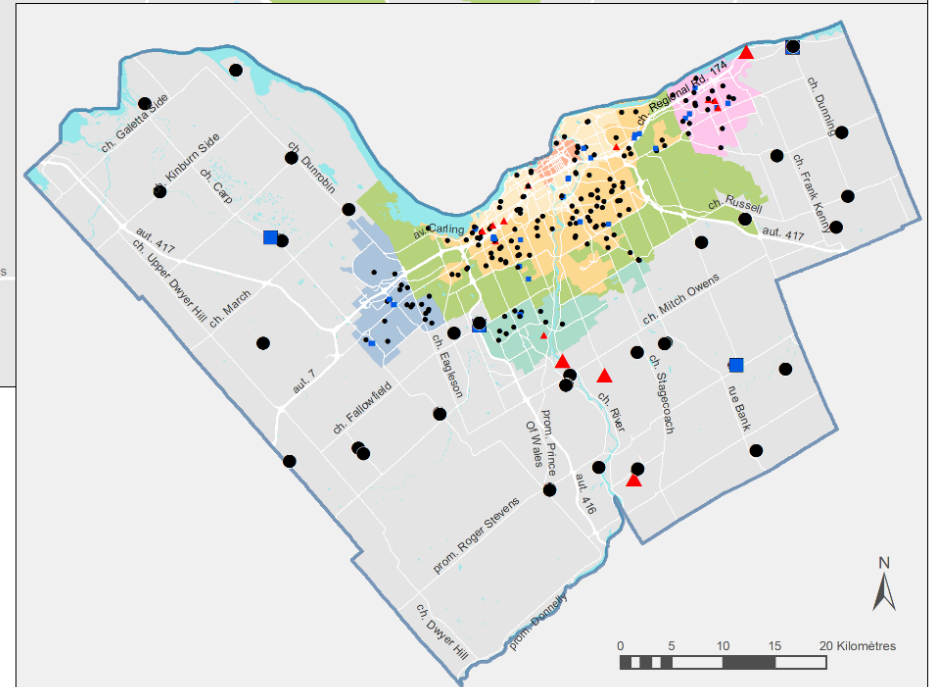 ch. Regional Rd. 174
ch. Galetta Side
ch. Dunning
ch. Kinburn Side
ch. Dunrobin
ch. Carp
ch. Frank Kenny
ch. Russell
av. Carling
aut. 417
aut. 417
s
ch. Upper Dwyer Hill
ch. March
ch. Mitch Owens
ch. Eagleson
ch. Stagecoach
aut. 7
ch. Fallowfield
rue Bank
ch. River
prom. Prince
Of Wales
aut. 416
prom. Roger Stevens
N
ch. Dwyer Hill
prom. Donnelly
0 5 10 15 20 Kilomètres